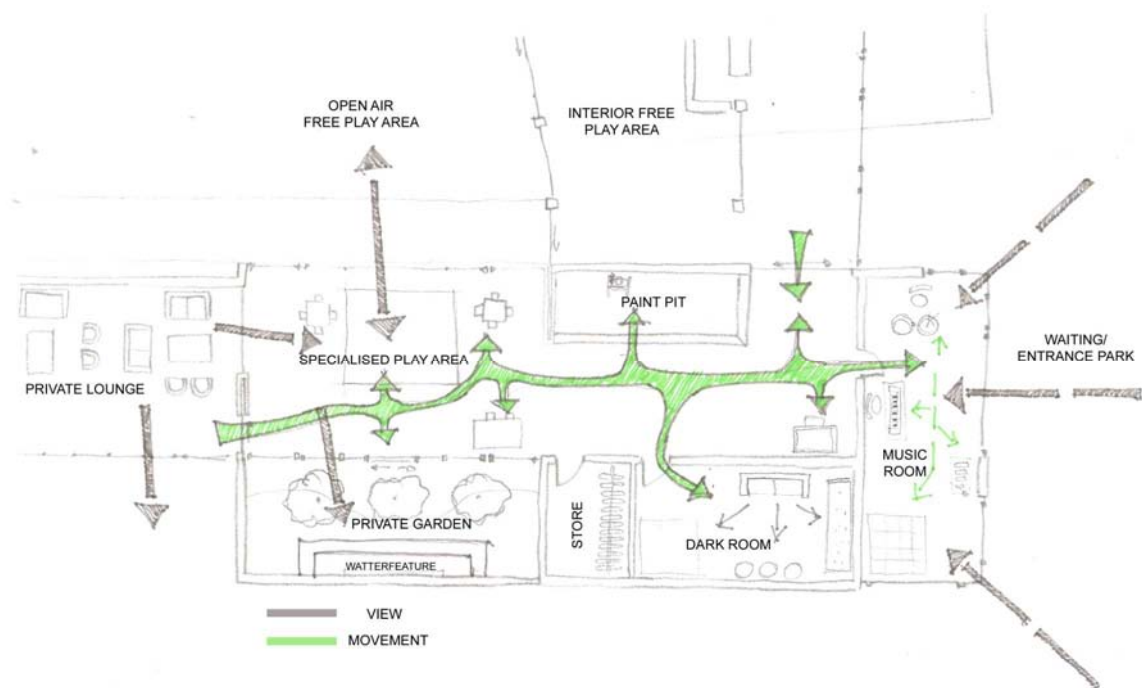 OPEN AIR
FREE PLAY AREA
INTERIOR FREE
PLAY AREA
PAINT PIT
WAITING/
ENTRANCE PARK
SPECIALISED PLAY AREA
PRIVATE LOUNGE
MUSIC
ROOM
PRIVATE GARDEN
STORE
DARK ROOM
WATTERFEATURE
VIEW
MOVEMENT